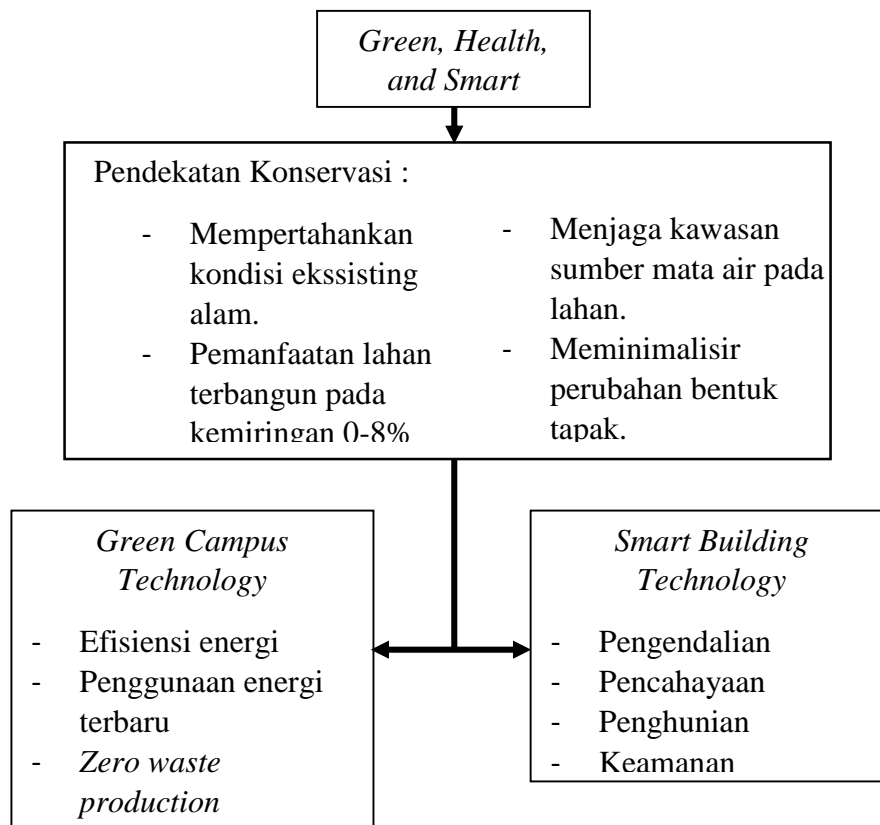 Green, Health,
and Smart
Pendekatan Konservasi :
- Mempertahankan
kondisi ekssisting
alam.
- Pemanfaatan lahan
terbangun pada
kemiringan 0-8%
- Menjaga kawasan
sumber mata air pada
lahan.
- Meminimalisir
perubahan bentuk
tapak.
Green Campus
Technology
- Efisiensi energi
- Penggunaan energi
terbaru
- Zero waste
production
Smart Building
Technology
- Pengendalian
- Pencahayaan
- Penghunian
- Keamanan